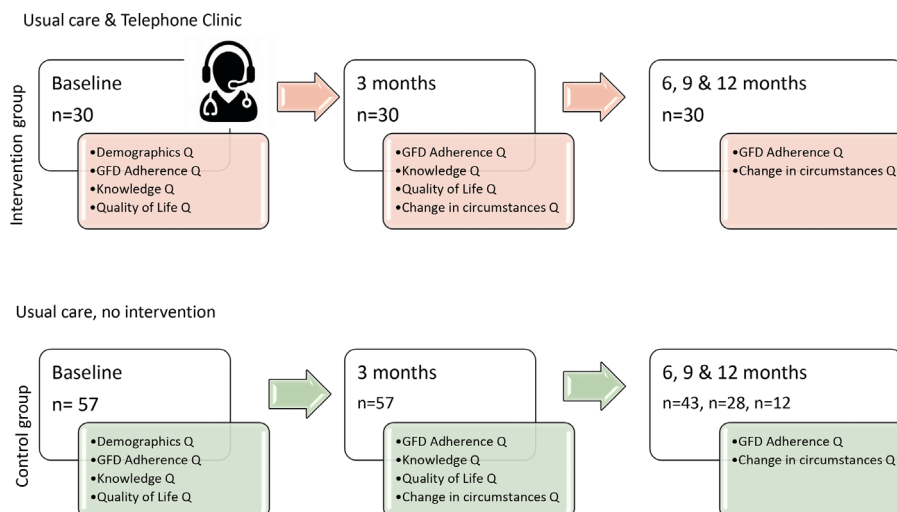 Usual care & Telephone Clinic
Intervention group
Baseline
n=30
•Demographics Q
•GFD Adherence Q
•Knowledge Q
•Quality of Life Q
3 months
n=30
•GFD Adherence Q
•Knowledge Q
•Quality of Life Q
•Change in circumstances Q
6, 9 & 12 months
n=30
•GFD Adherence Q
•Change in circumstances Q
Usual care, no intervention
Control group
Baseline
n= 57
•Demographics Q
•GFD Adherence Q
•Knowledge Q
•Quality of Life Q
3 months
n=57
•GFD Adherence Q
•Knowledge Q
•Quality of Life Q
•Change in circumstances Q
6, 9 & 12 months
n=43, n=28, n=12
•GFD Adherence Q
•Change in circumstances Q